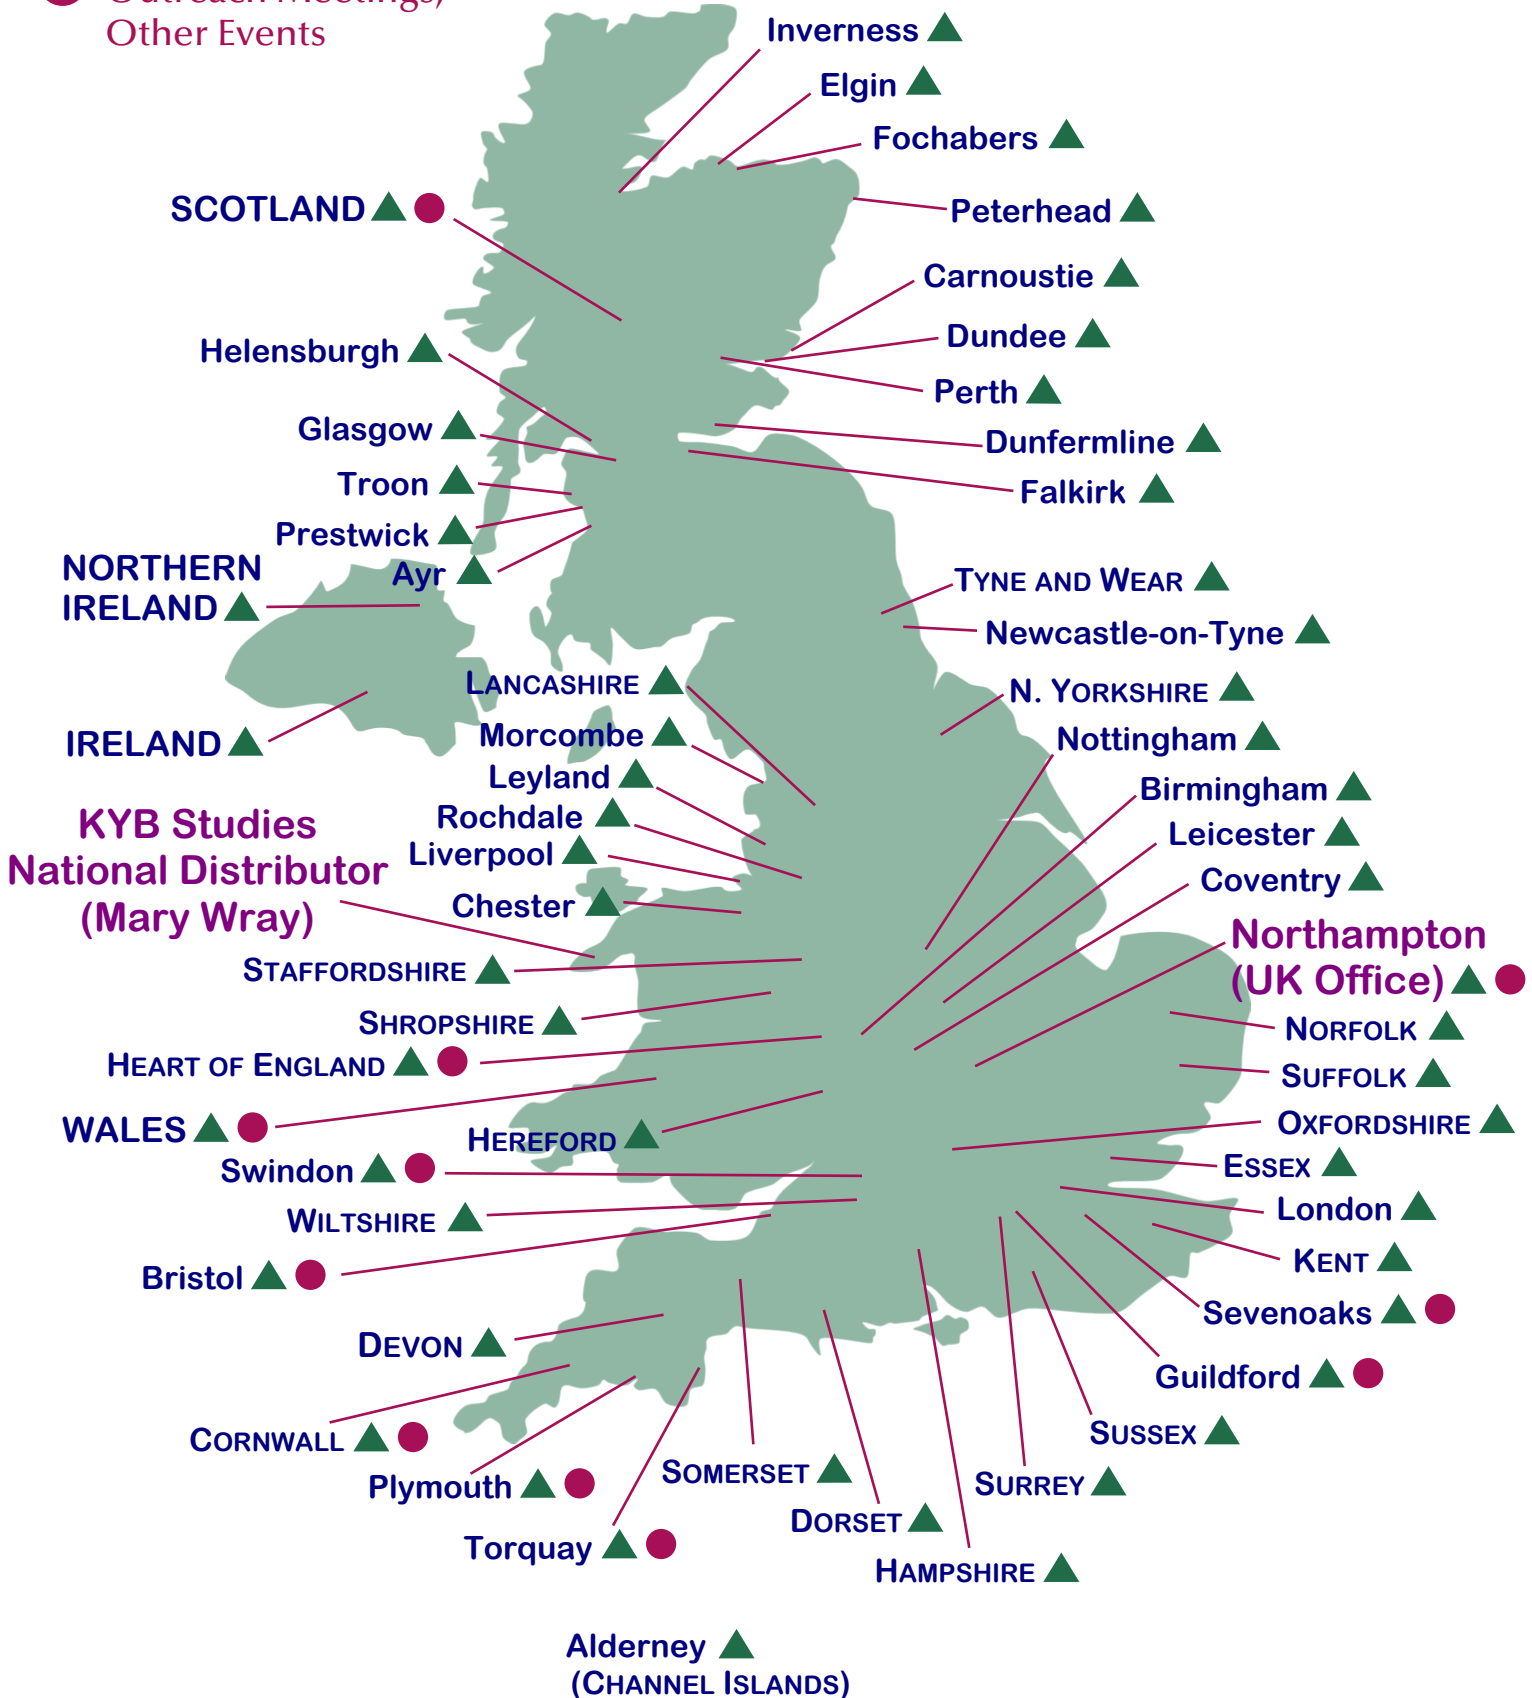 Outreach Meetings,
Other Events
Inverness
Elgin
Fochabers
SCOTLAND
Peterhead
Carnoustie
Dundee
Helensburgh
Perth
Glasgow
Dunfermline
Troon
Falkirk
Prestwick
NORTHERN
IRELAND
Ayr
TYNE AND WEAR
Newcastle-on-Tyne
LANCASHIRE
N. YORKSHIRE
Morcombe
Nottingham
IRELAND
Leyland
Birmingham
Rochdale
KYB Studies
National Distributor
(Mary Wray)
Leicester
Liverpool
Coventry
Chester
Northampton
(UK Office)
STAFFORDSHIRE
SHROPSHIRE
NORFOLK
HEART OF ENGLAND
SUFFOLK
WALES
OXFORDSHIRE
HEREFORD
Swindon
ESSEX
WILTSHIRE
London
KENT
Bristol
Sevenoaks
DEVON
Guildford
CORNWALL
SUSSEX
Plymouth
SOMERSET
SURREY
DORSET
Torquay
HAMPSHIRE
Alderney
(CHANNEL ISLANDS)